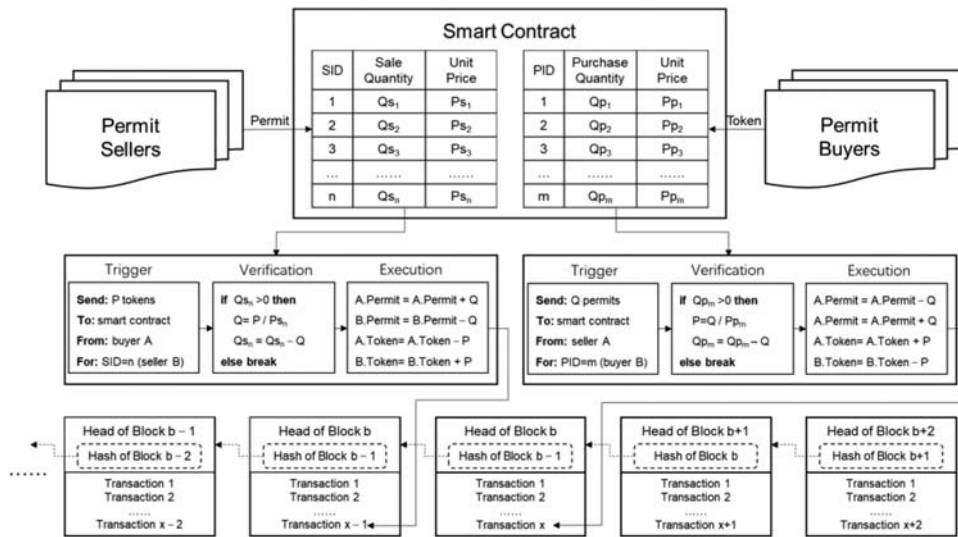 Smart Contract
SID Sale Quantity Unit Price
1 Qs₁ Ps₁
2 Qs₂ Ps₂
3 Qs₃ Ps₃
... ...... ......
n Qsₙ Psₙ
PID Purchase Quantity Unit Price
1 Qp₁ Pp₁
2 Qp₂ Pp₂
3 Qp₃ Pp₃
... ...... ......
m Qpₘ Ppₘ
Permit Sellers
Permit
Token
Permit Buyers
Trigger
Send: P tokens
To: smart contract
From: buyer A
For: SID=n (seller B)
Verification
if Qsₙ >0 then
Q= P / Psₙ
Qsₙ = Qsₙ – Q
else break
Execution
A.Permit = A.Permit + Q
B.Permit = B.Permit – Q
A.Token= A.Token – P
B.Token= B.Token + P
Trigger
Send: Q permits
To: smart contract
From: seller A
For: PID=m (buyer B)
Verification
if Qpₘ >0 then
P=Q / Ppₘ
Qpₘ = Qpₘ – Q
else break
Execution
A.Permit = A.Permit – Q
A.Permit = A.Permit + Q
A.Token= A.Token + P
B.Token= B.Token – P
......
Head of Block b – 1
Hash of Block b – 2
Transaction 1
Transaction 2
......
Transaction x – 2
Head of Block b
Hash of Block b – 1
Transaction 1
Transaction 2
......
Transaction x – 1
Head of Block b
Hash of Block b – 1
Transaction 1
Transaction 2
......
Transaction x
Head of Block b+1
Hash of Block b
Transaction 1
Transaction 2
......
Transaction x+1
Head of Block b+2
Hash of Block b+1
Transaction 1
Transaction 2
......
Transaction x+2